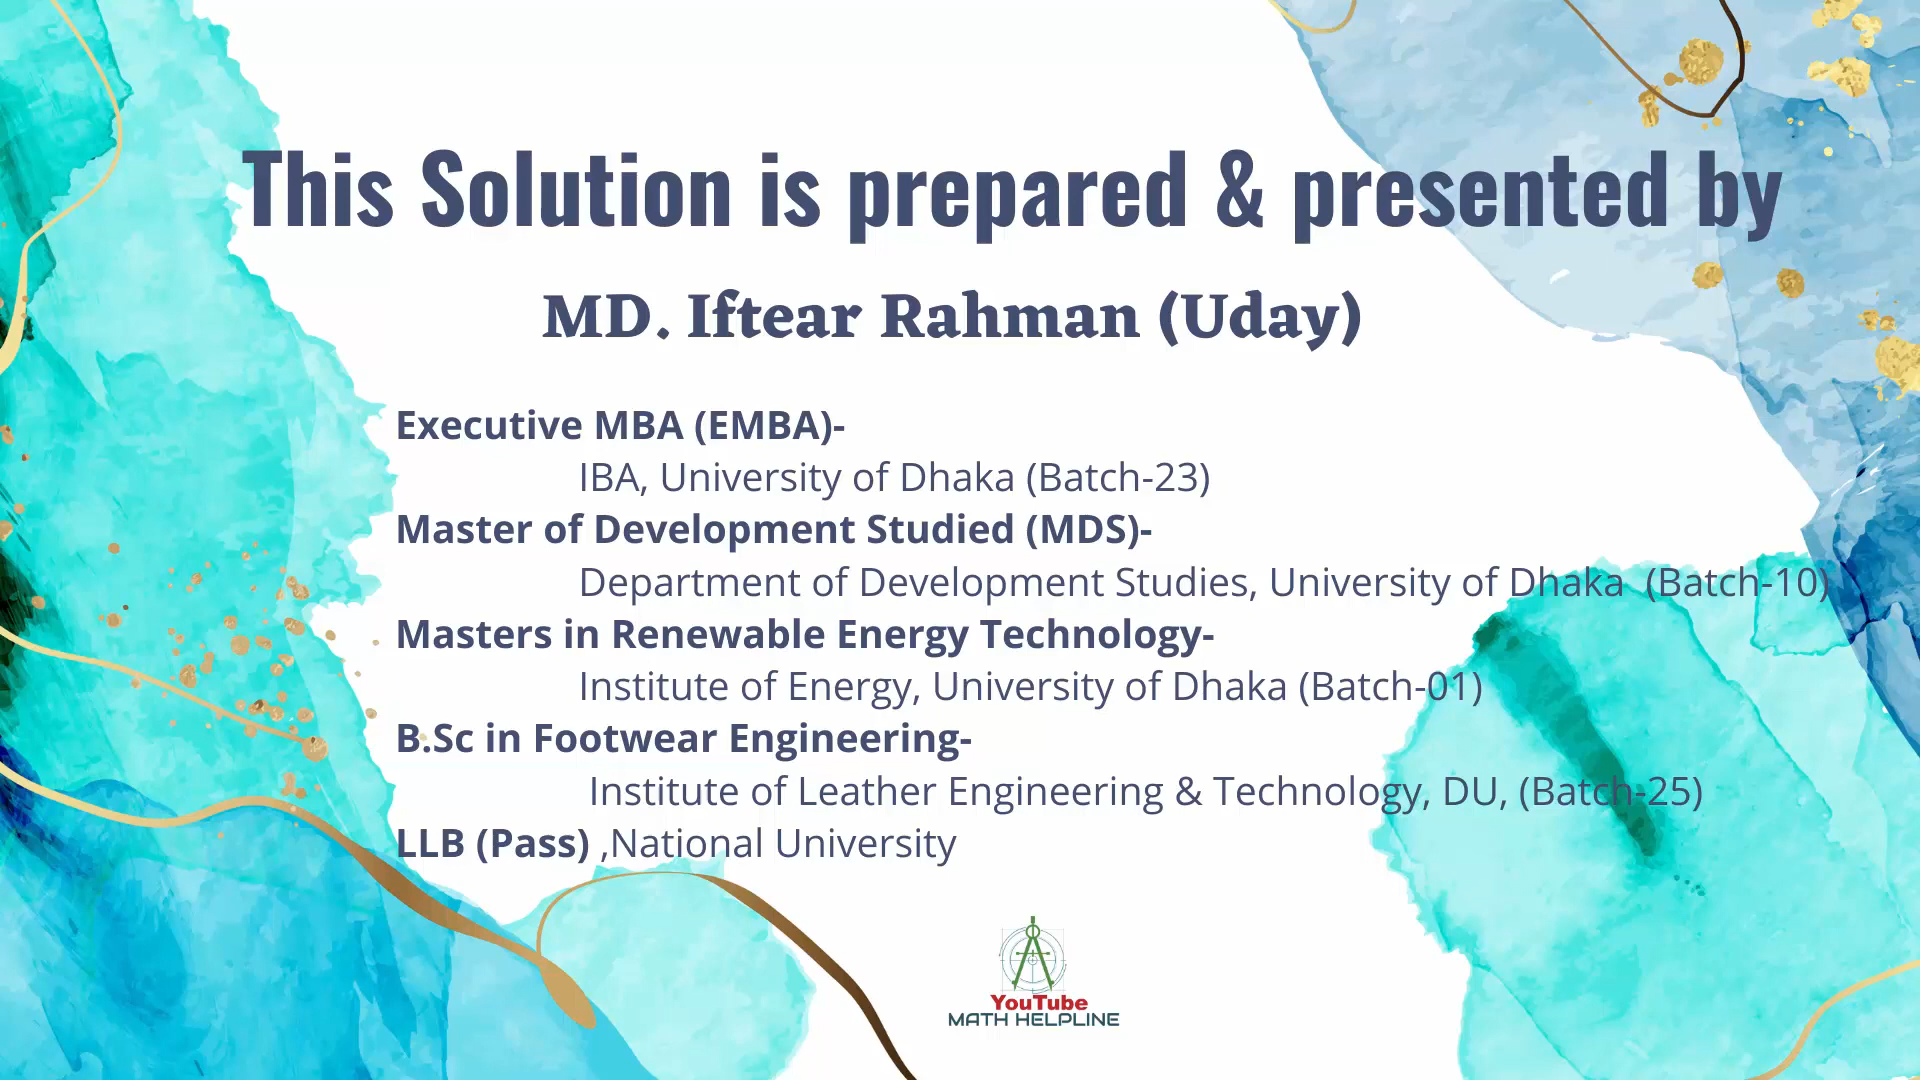 This Solution is prepared & presented by
MD. Iftear Rahman (Uday)
Executive MBA (EMBA)-
IBA, University of Dhaka (Batch-23)
Master of Development Studied (MDS)-
Department of Development Studies, University of Dhaka (Batch-10)
Masters in Renewable Energy Technology-
Institute of Energy, University of Dhaka (Batch-01)
B.Sc in Footwear Engineering-
Institute of Leather Engineering & Technology, DU, (Batch-25)
LLB (Pass) ,National University
YouTube
MATH HELPLINE